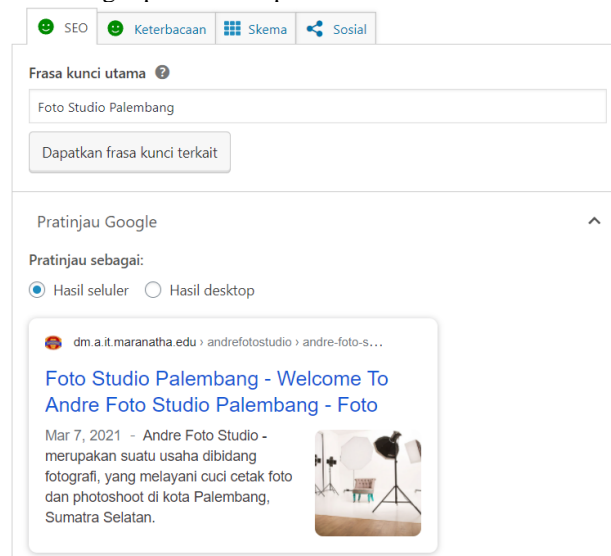 SEO Keterbacaan Skema Sosial
Frasa kunci utama
Foto Studio Palembang
Dapatkan frasa kunci terkait
Pratinjau Google
Pratinjau sebagai:
Hasil seluler Hasil desktop
dm.a.it.maranatha.edu › andrefotostudio › andre-foto-s...
Foto Studio Palembang - Welcome To
Andre Foto Studio Palembang - Foto
Mar 7, 2021 - Andre Foto Studio -
merupakan suatu usaha dibidang
fotografi, yang melayani cuci cetak foto
dan photoshoot di kota Palembang,
Sumatra Selatan.